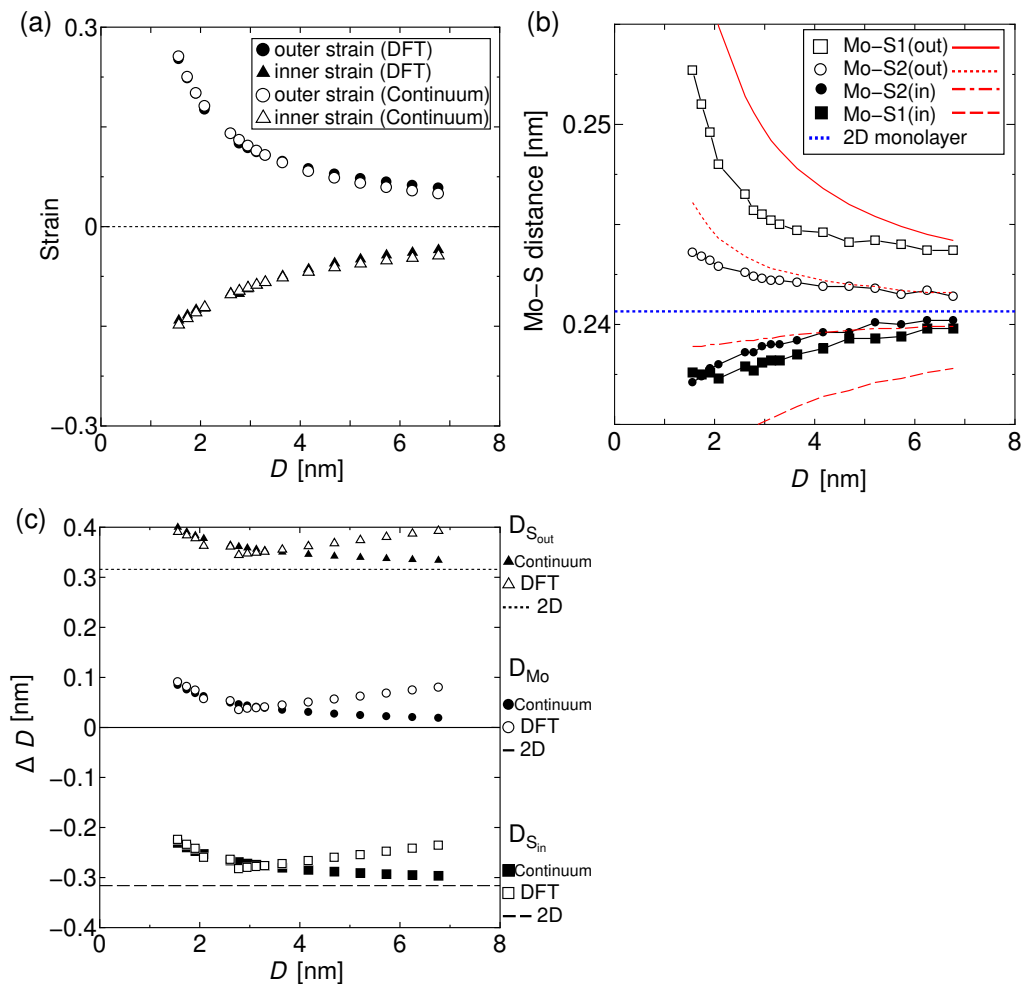 (a)
0.3
0
−0.3
Strain
outer strain (DFT)
inner strain (DFT)
outer strain (Continuum)
inner strain (Continuum)
0 2 4 6 8
D [nm]
(b)
0.25
0.24
Mo−S distance [nm]
Mo−S1(out)
Mo−S2(out)
Mo−S2(in)
Mo−S1(in)
2D monolayer
0 2 4 6 8
D [nm]
(c)
0.4
0.3
0.2
0.1
0
−0.1
−0.2
−0.3
−0.4
Δ D [nm]
0 2 4 6 8
D [nm]
D_Sout
Continuum
DFT
2D
D_Mo
Continuum
DFT
2D
D_Sin
Continuum
DFT
2D